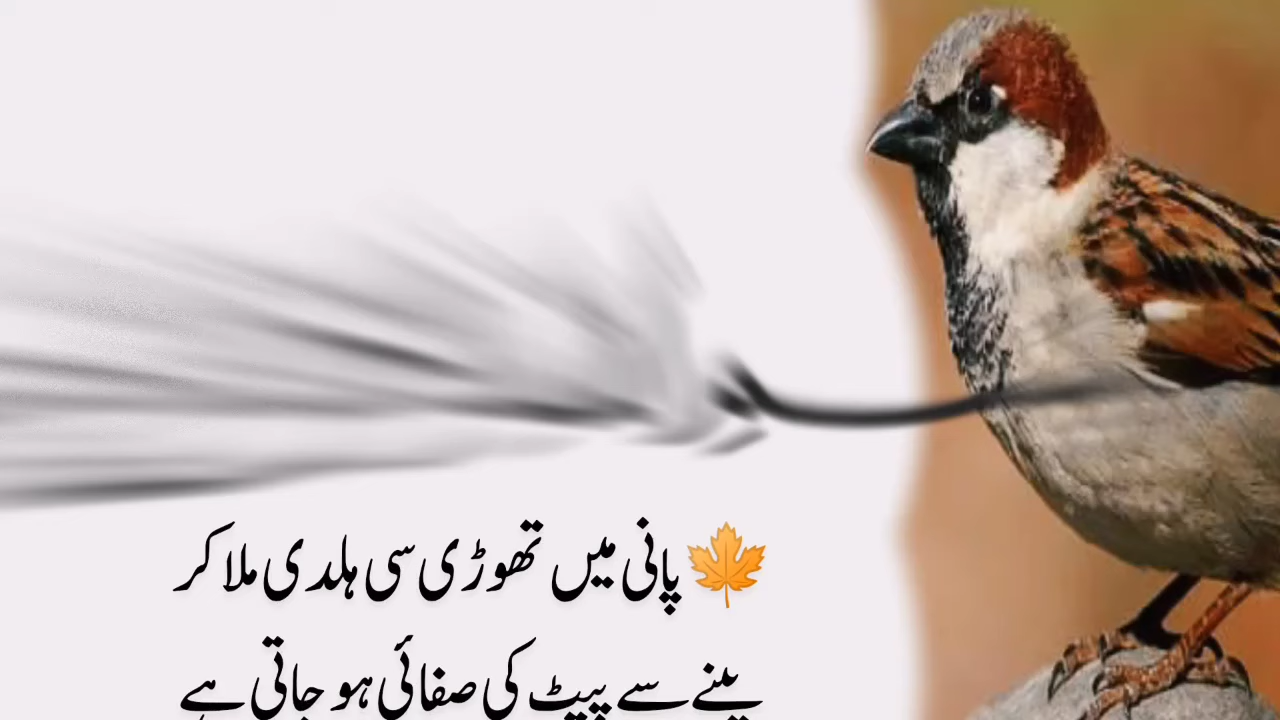 🍁پانی میں تھوڑی سی ہلدی ملا کر
پینے سے پیٹ کی صفائی ہو جاتی ہے